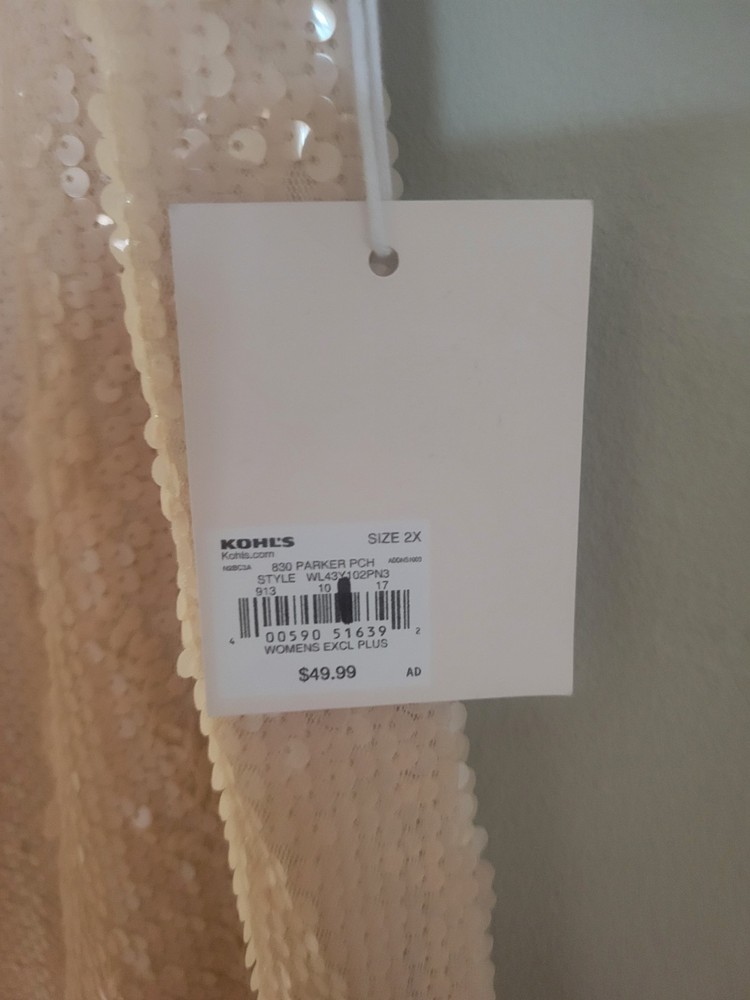 KOHL'S SIZE 2X
Kohls.com
830 PARKER PCH
STYLE WL43Y102PN3
913 10 17
4 00590 51639 2
WOMENS EXCL PLUS
$49.99 AD